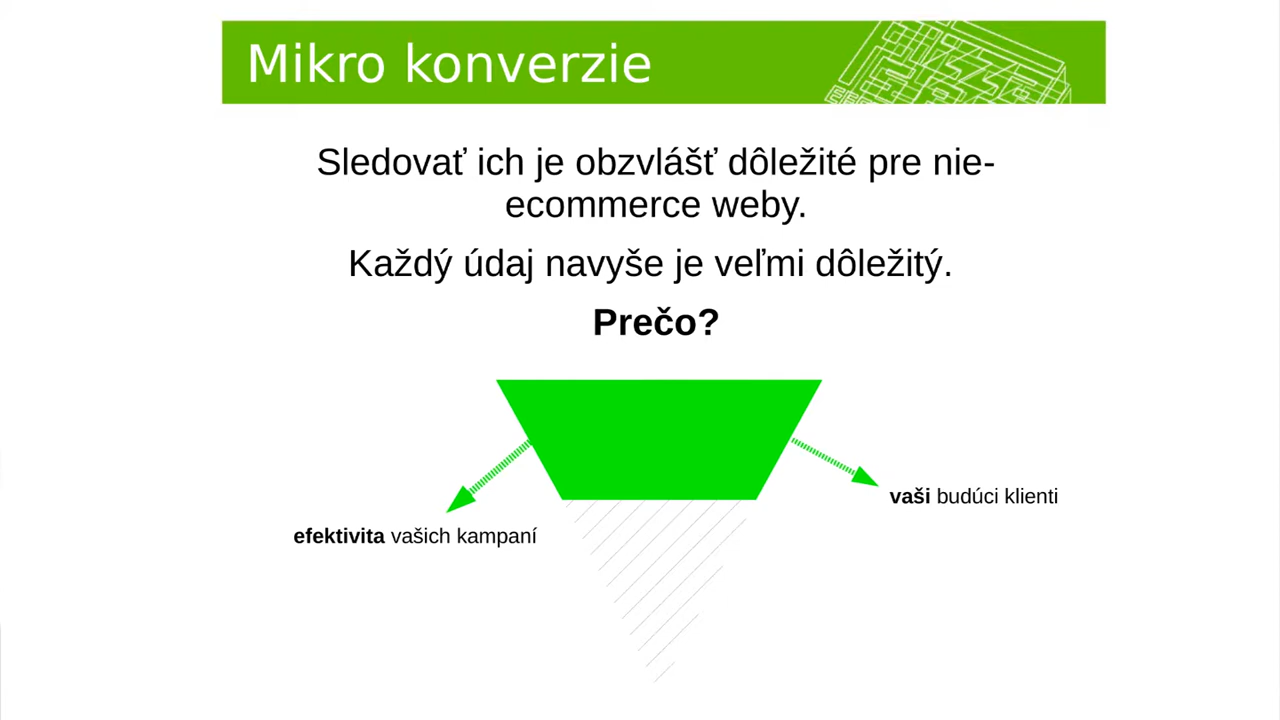 Mikro konverzie
Sledovať ich je obzvlášť dôležité pre nie-
ecommerce weby.
Každý údaj navyše je veľmi dôležitý.
Prečo?
vaši budúci klienti
efektivita vašich kampaní